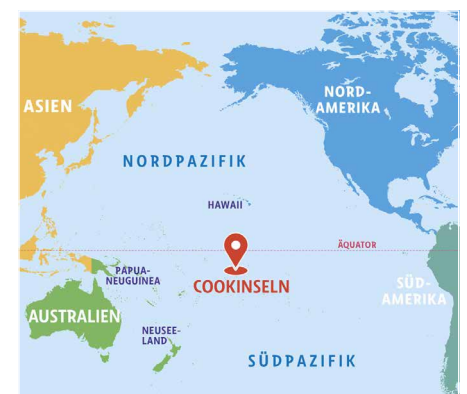 ASIEN
NORD-
AMERIKA
NORDPAZIFIK
HAWAII
ÄQUATOR
PAPUA-
NEUGUINEA
COOKINSELN
SÜD-
AMERIKA
AUSTRALIEN
NEUSEE-
LAND
SÜDPAZIFIK